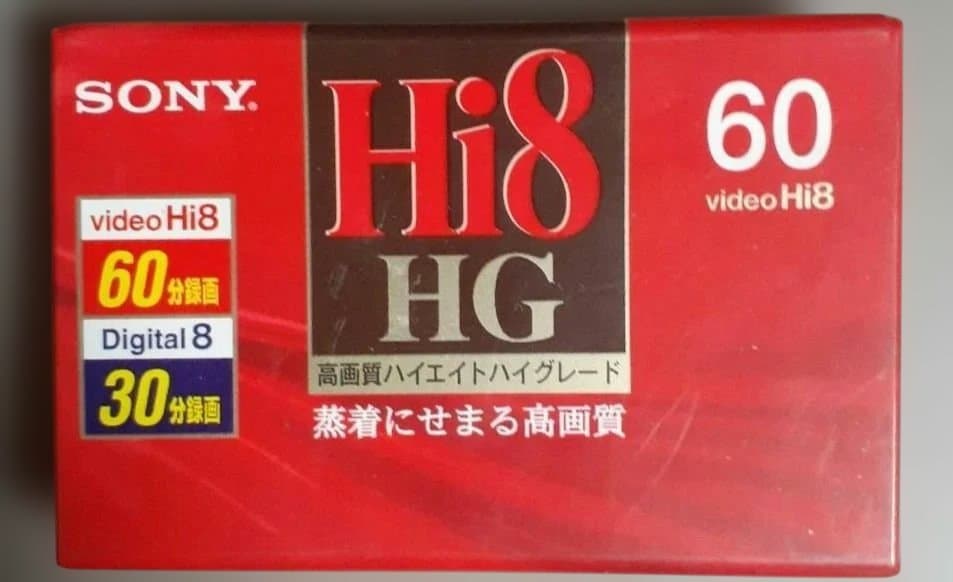 SONY®
Hi8
HG
高画質ハイエイトハイグレード
蒸着にせまる高画質
60
video Hi8
video Hi8
60分録画
Digital 8
30分録画